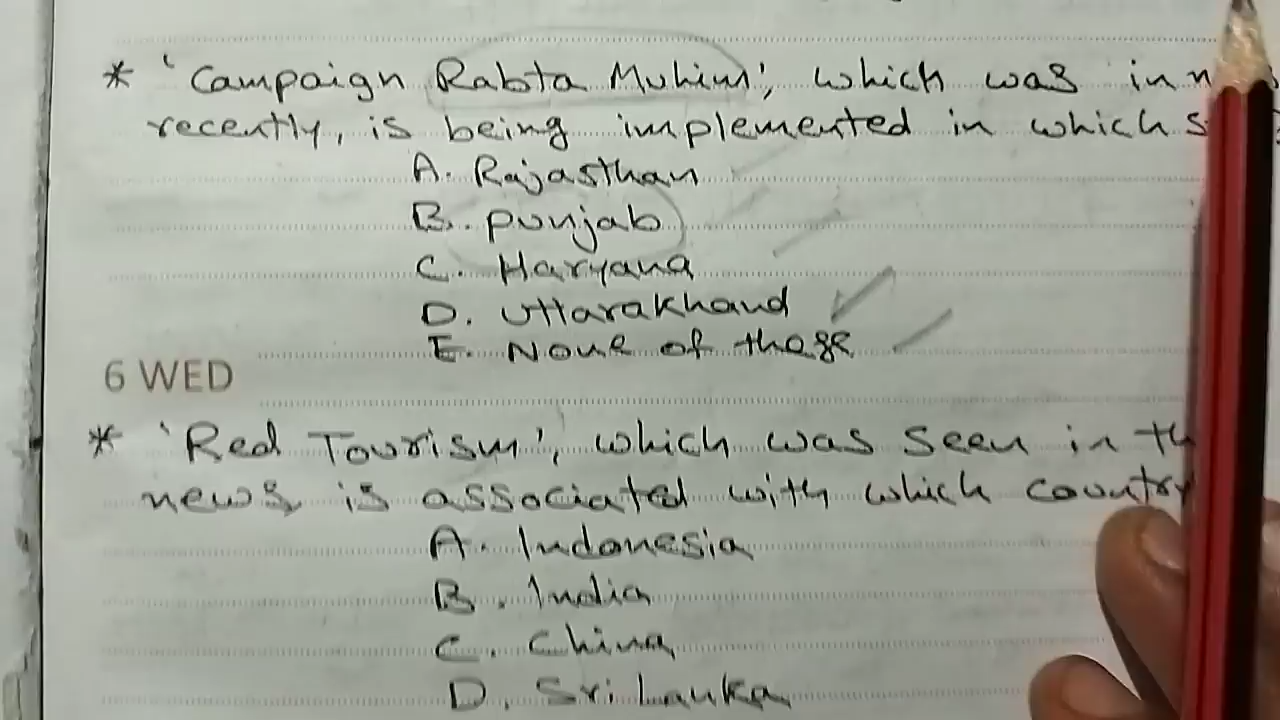 * 'Campaign Rabta Muhim', which was in n
recently, is being implemented in which s
A. Rajasthan
B. punjab
C. Haryana
D. Uttarakhand
E. None of these
6 WED
* 'Red Tourism', which was seen in th
news, is associated with which country
A. Indonesia
B. India
C. China
D. Sri Lanka